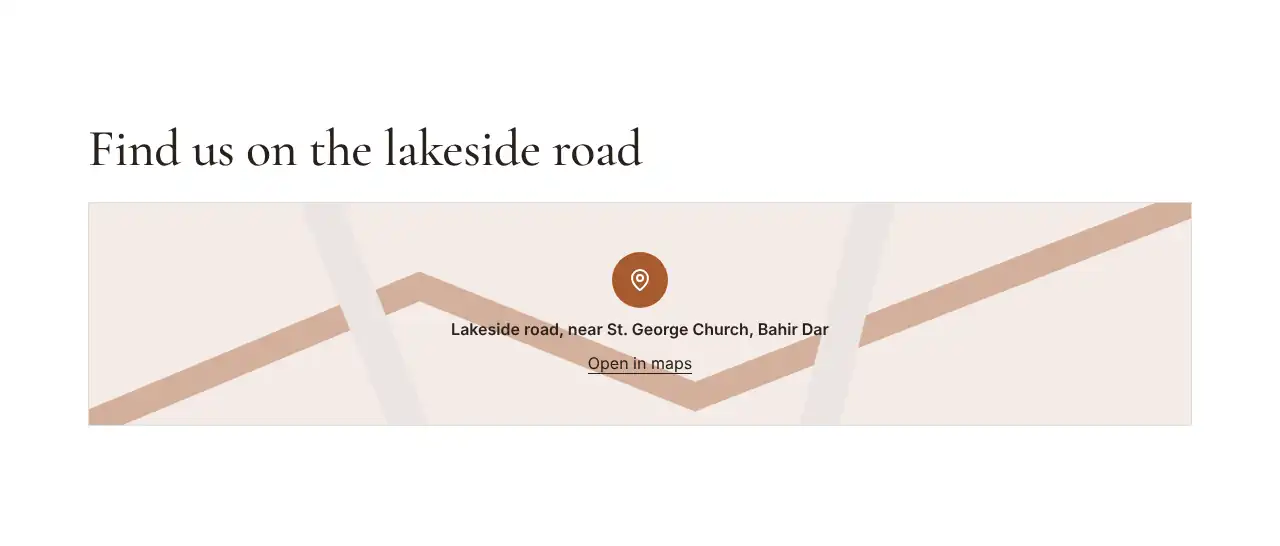 Find us on the lakeside road
Lakeside road, near St. George Church, Bahir Dar
Open in maps